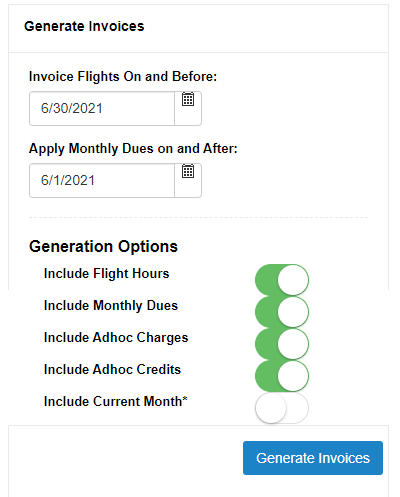 Generate Invoices
Invoice Flights On and Before:
6/30/2021
Apply Monthly Dues on and After:
6/1/2021
Generation Options
Include Flight Hours
Include Monthly Dues
Include Adhoc Charges
Include Adhoc Credits
Include Current Month*
Generate Invoices